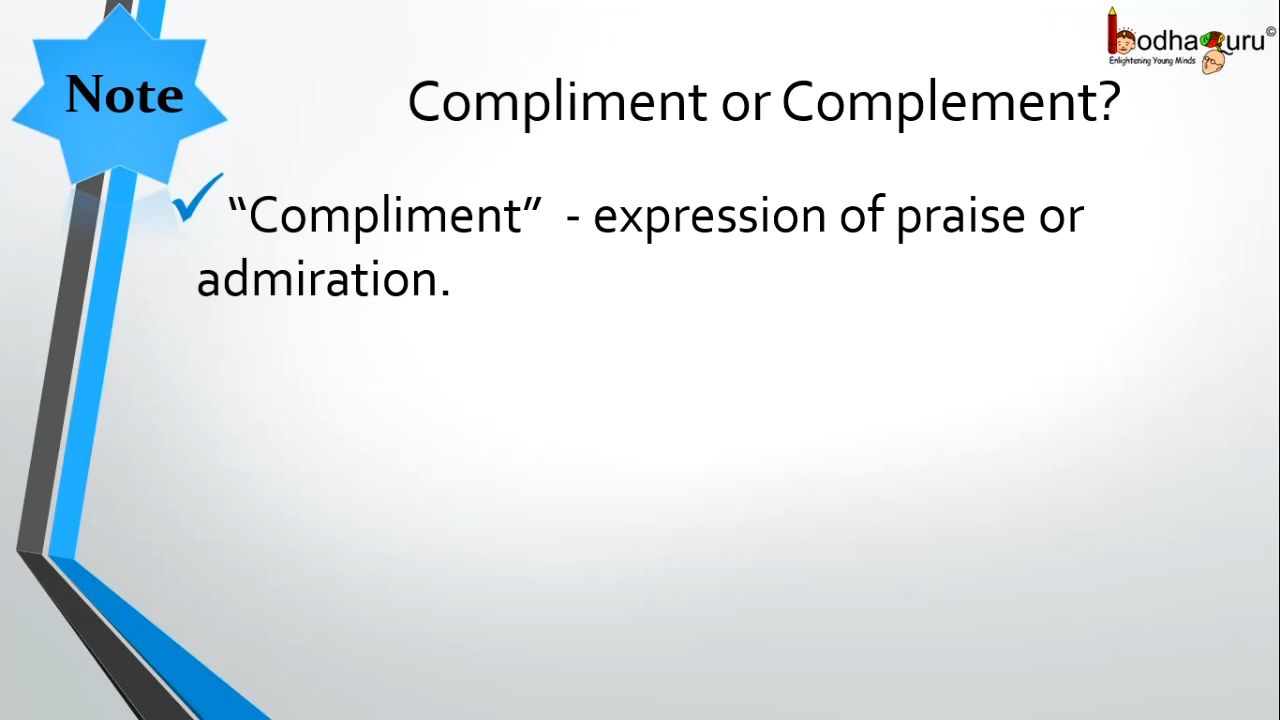 Note
bodhaguru©
Enlightening Young Minds
Compliment or Complement?
✓ “Compliment” - expression of praise or
admiration.